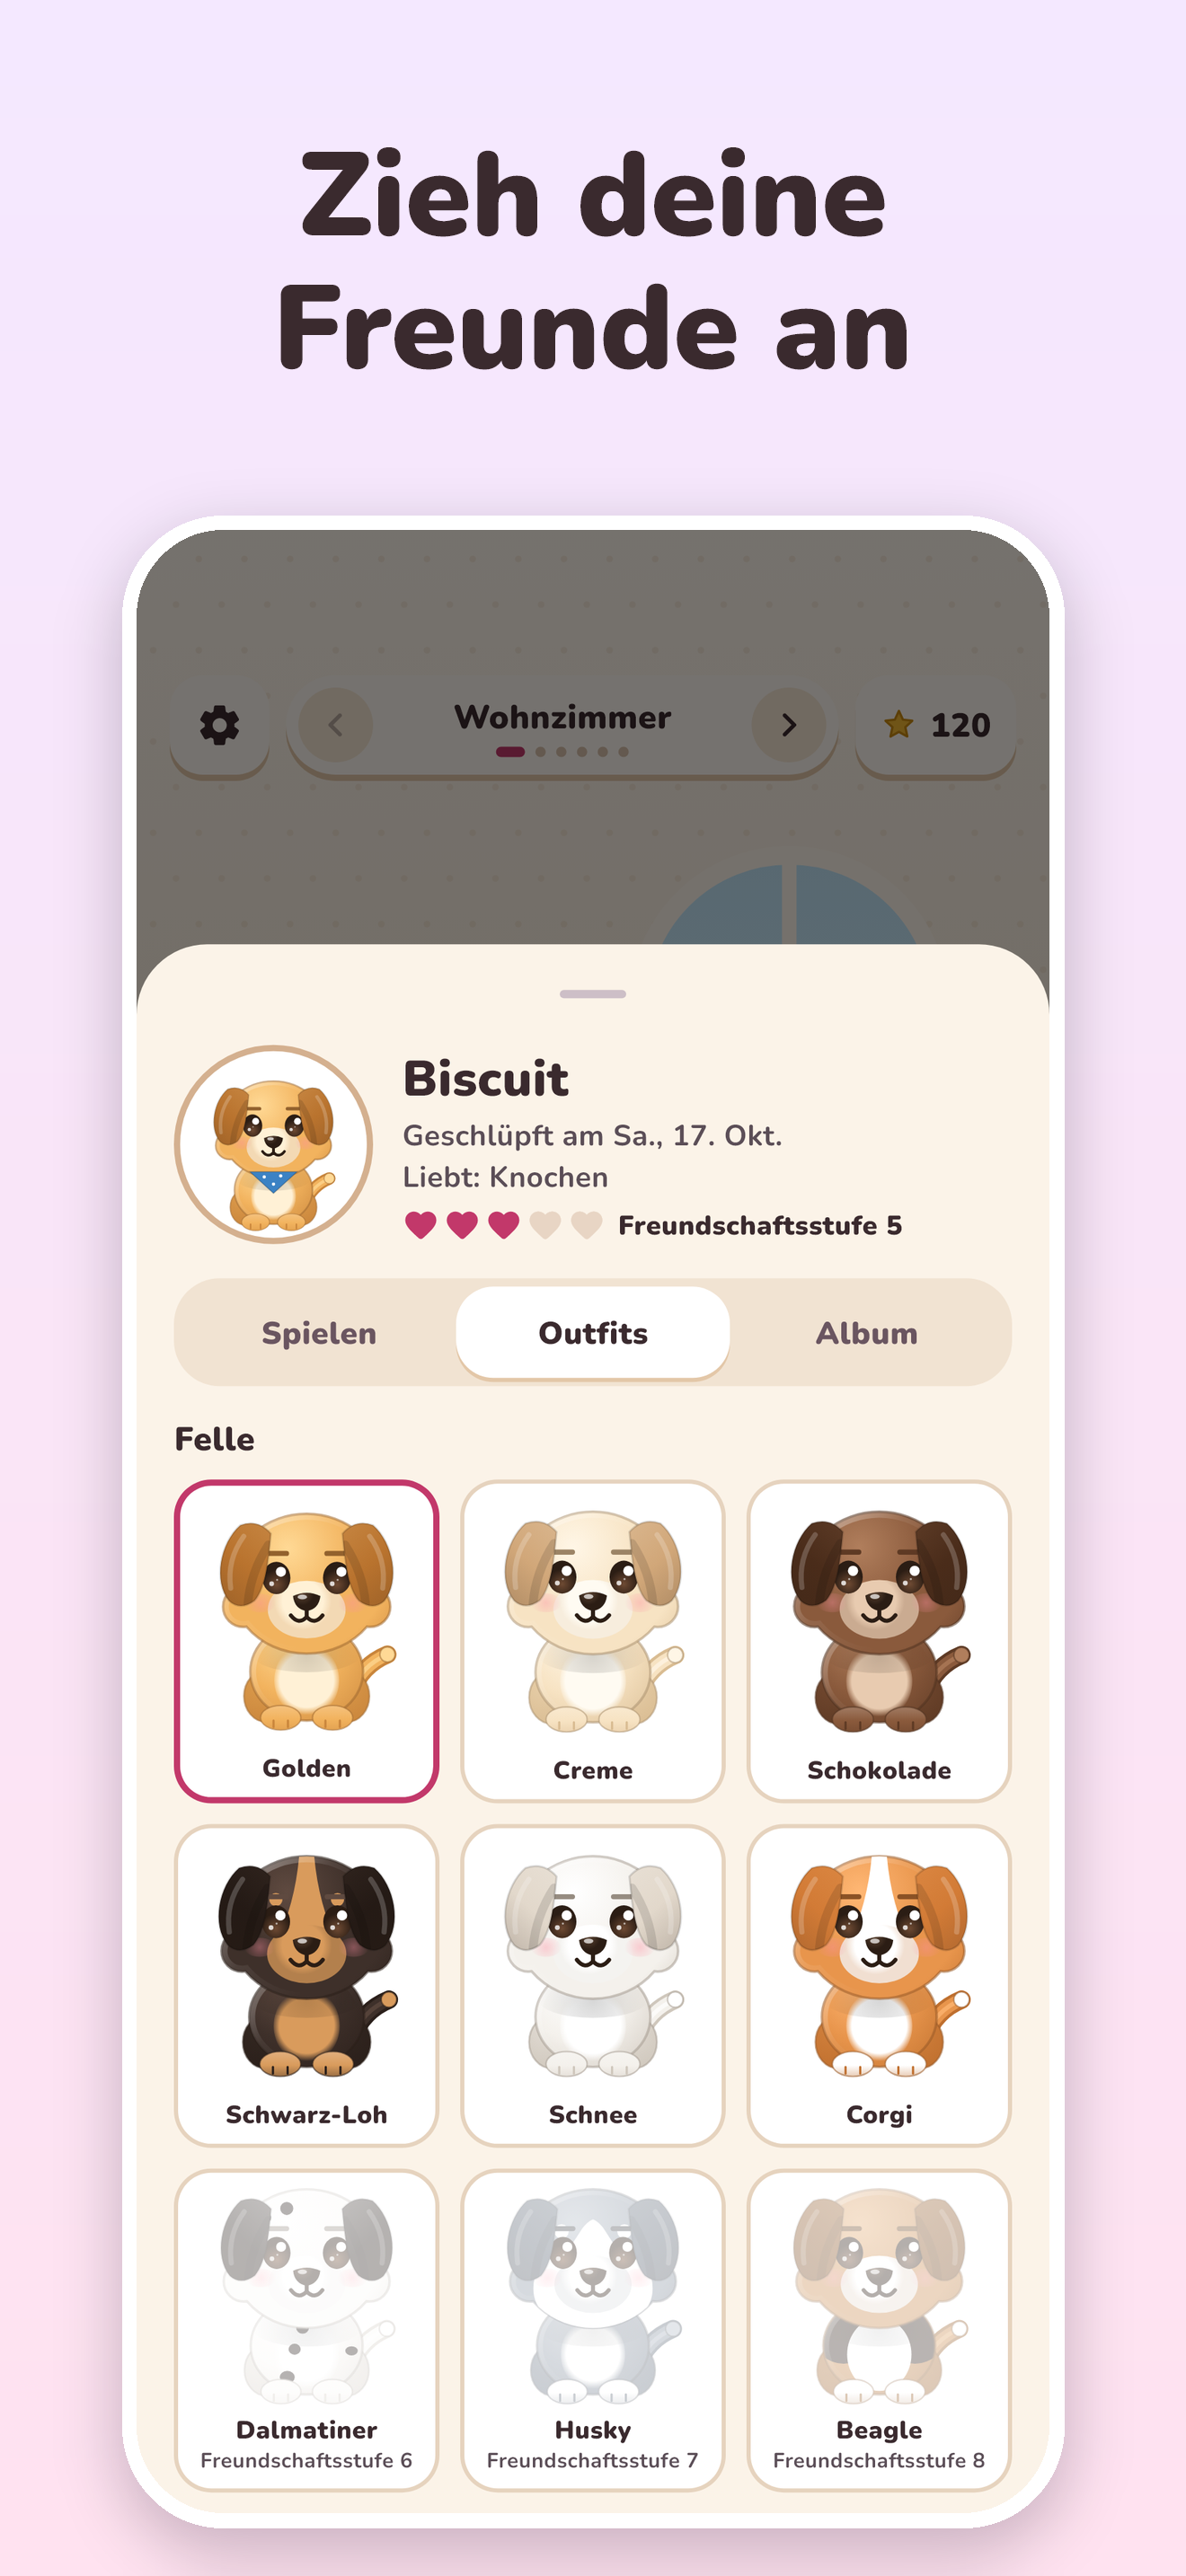 Zieh deine
Freunde an
Wohnzimmer
120
Biscuit
Geschlüpft am Sa., 17. Okt.
Liebt: Knochen
Freundschaftsstufe 5
Spielen
Outfits
Album
Felle
Golden
Creme
Schokolade
Schwarz-Loh
Schnee
Corgi
Dalmatiner
Freundschaftsstufe 6
Husky
Freundschaftsstufe 7
Beagle
Freundschaftsstufe 8